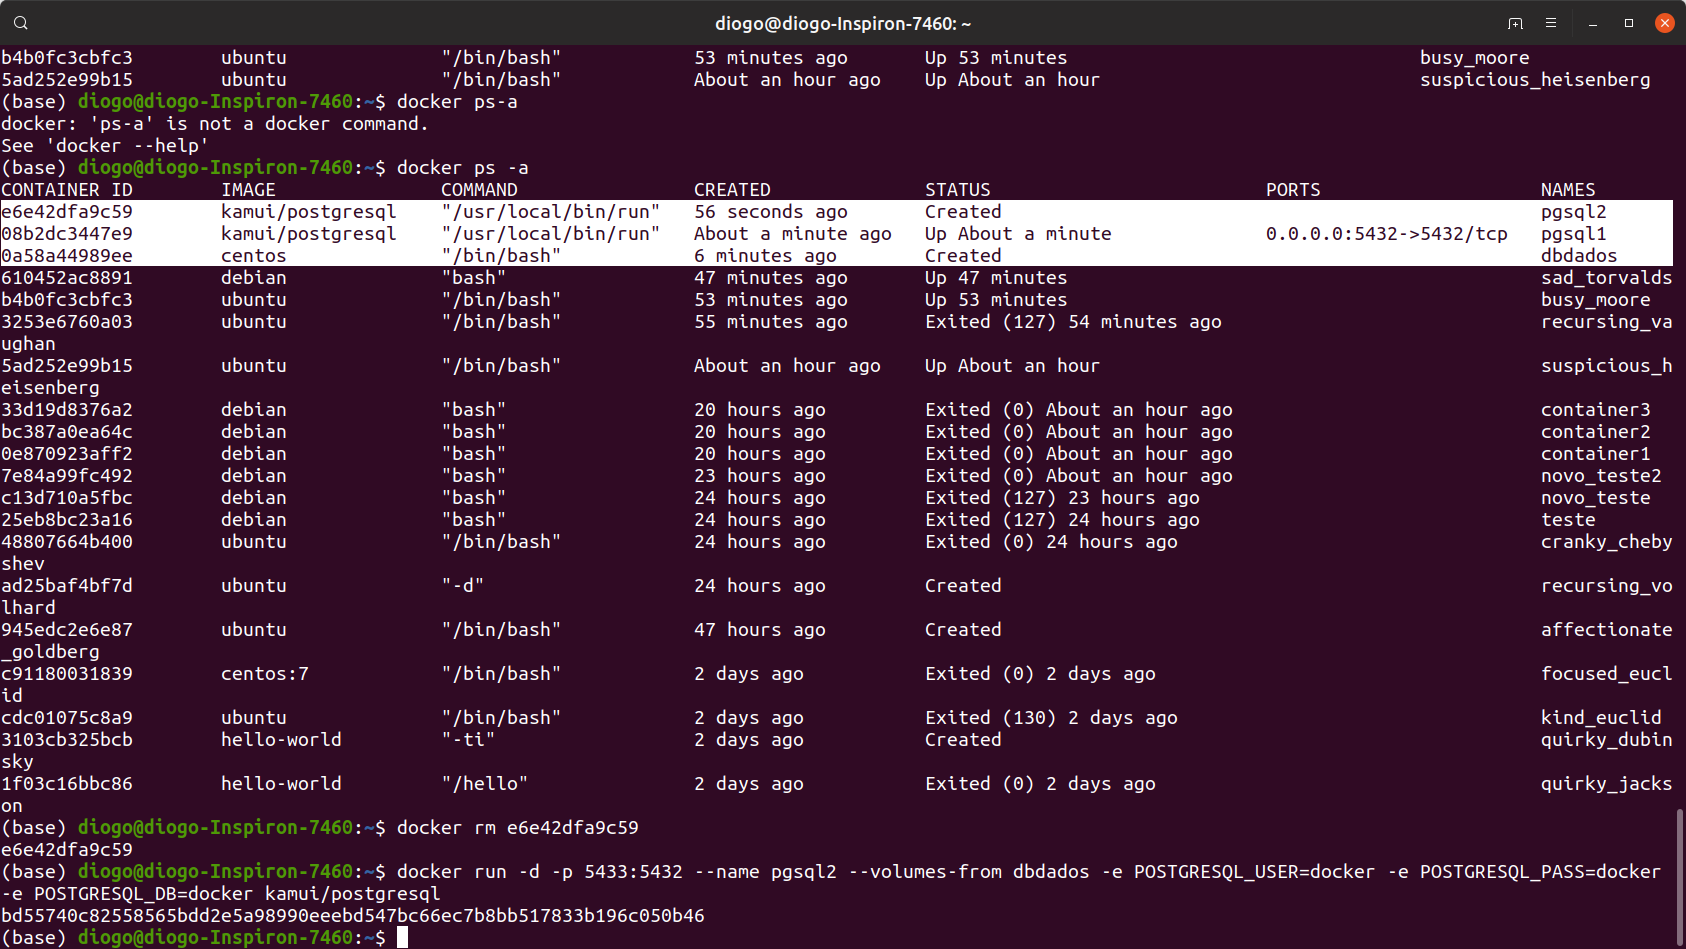 diogo@diogo-Inspiron-7460: ~
b4b0fc3cbfc3        ubuntu              "/bin/bash"            53 minutes ago       Up 53 minutes                                busy_moore
5ad252e99b15        ubuntu              "/bin/bash"            About an hour ago    Up About an hour                             suspicious_heisenberg
(base) diogo@diogo-Inspiron-7460:~$ docker ps-a
docker: 'ps-a' is not a docker command.
See 'docker --help'
(base) diogo@diogo-Inspiron-7460:~$ docker ps -a
CONTAINER ID        IMAGE               COMMAND                CREATED              STATUS                         PORTS                    NAMES
e6e42dfa9c59        kamui/postgresql    "/usr/local/bin/run"   56 seconds ago       Created                                                 pgsql2
08b2dc3447e9        kamui/postgresql    "/usr/local/bin/run"   About a minute ago   Up About a minute              0.0.0.0:5432->5432/tcp   pgsql1
0a58a44989ee        centos              "/bin/bash"            6 minutes ago        Created                                                 dbdados
610452ac8891        debian              "bash"                 47 minutes ago       Up 47 minutes                                           sad_torvalds
b4b0fc3cbfc3        ubuntu              "/bin/bash"            53 minutes ago       Up 53 minutes                                           busy_moore
3253e6760a03        ubuntu              "/bin/bash"            55 minutes ago       Exited (127) 54 minutes ago                             recursing_va
ughan
5ad252e99b15        ubuntu              "/bin/bash"            About an hour ago    Up About an hour                                        suspicious_h
eisenberg
33d19d8376a2        debian              "bash"                 20 hours ago         Exited (0) About an hour ago                            container3
bc387a0ea64c        debian              "bash"                 20 hours ago         Exited (0) About an hour ago                            container2
0e870923aff2        debian              "bash"                 20 hours ago         Exited (0) About an hour ago                            container1
7e84a99fc492        debian              "bash"                 23 hours ago         Exited (0) About an hour ago                            novo_teste2
c13d710a5fbc        debian              "bash"                 24 hours ago         Exited (127) 23 hours ago                               novo_teste
25eb8bc23a16        debian              "bash"                 24 hours ago         Exited (127) 24 hours ago                               teste
48807664b400        ubuntu              "/bin/bash"            24 hours ago         Exited (0) 24 hours ago                                 cranky_cheby
shev
ad25baf4bf7d        ubuntu              "-d"                   24 hours ago         Created                                                 recursing_vo
lhard
945edc2e6e87        ubuntu              "/bin/bash"            47 hours ago         Created                                                 affectionate
_goldberg
c91180031839        centos:7            "/bin/bash"            2 days ago           Exited (0) 2 days ago                                   focused_eucl
id
cdc01075c8a9        ubuntu              "/bin/bash"            2 days ago           Exited (130) 2 days ago                                 kind_euclid
3103cb325bcb        hello-world         "-ti"                  2 days ago           Created                                                 quirky_dubin
sky
1f03c16bbc86        hello-world         "/hello"               2 days ago           Exited (0) 2 days ago                                   quirky_jacks
on
(base) diogo@diogo-Inspiron-7460:~$ docker rm e6e42dfa9c59
e6e42dfa9c59
(base) diogo@diogo-Inspiron-7460:~$ docker run -d -p 5433:5432 --name pgsql2 --volumes-from dbdados -e POSTGRESQL_USER=docker -e POSTGRESQL_PASS=docker
-e POSTGRESQL_DB=docker kamui/postgresql
bd55740c82558565bdd2e5a98990eeebd547bc66ec7b8bb517833b196c050b46
(base) diogo@diogo-Inspiron-7460:~$